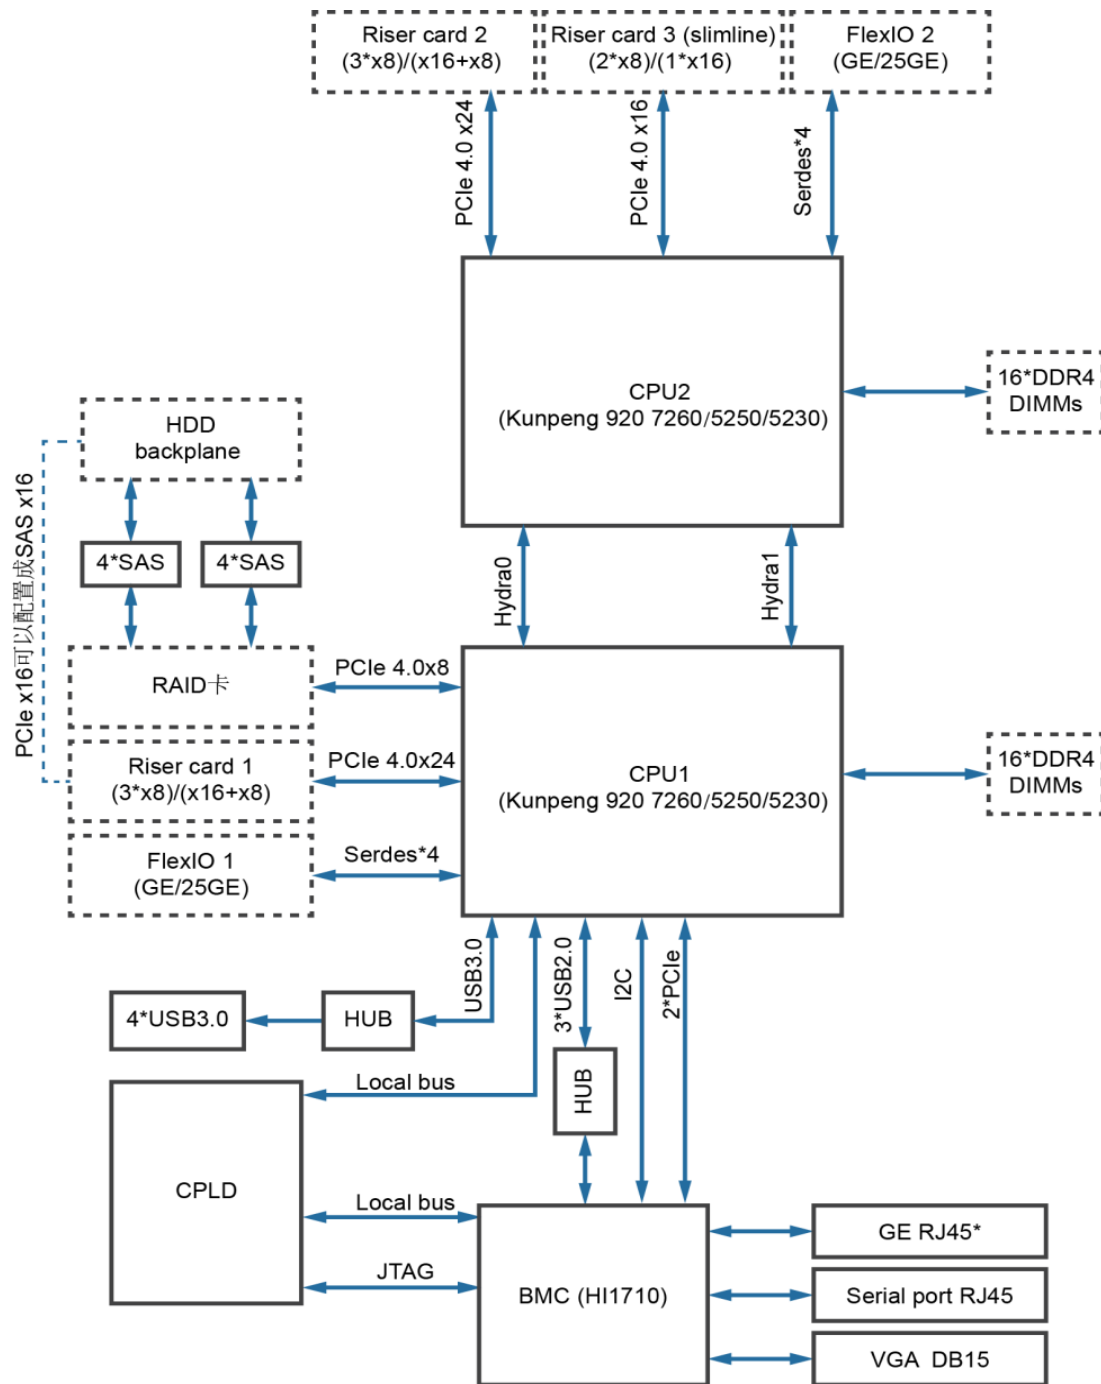 Riser card 2
(3*x8)/(x16+x8)
Riser card 3 (slimline)
(2*x8)/(1*x16)
FlexIO 2
(GE/25GE)
PCIe 4.0 x24
PCIe 4.0 x16
Serdes*4
CPU2
(Kunpeng 920 7260/5250/5230)
16*DDR4
DIMMs
HDD
backplane
4*SAS
4*SAS
PCIe x16可以配置成SAS x16
Hydra0
Hydra1
RAID卡
PCIe 4.0x8
Riser card 1
(3*x8)/(x16+x8)
PCIe 4.0x24
CPU1
(Kunpeng 920 7260/5250/5230)
16*DDR4
DIMMs
FlexIO 1
(GE/25GE)
Serdes*4
USB3.0
3*USB2.0
I2C
2*PCIe
4*USB3.0
HUB
HUB
Local bus
CPLD
Local bus
JTAG
BMC (HI1710)
GE RJ45*
Serial port RJ45
VGA DB15